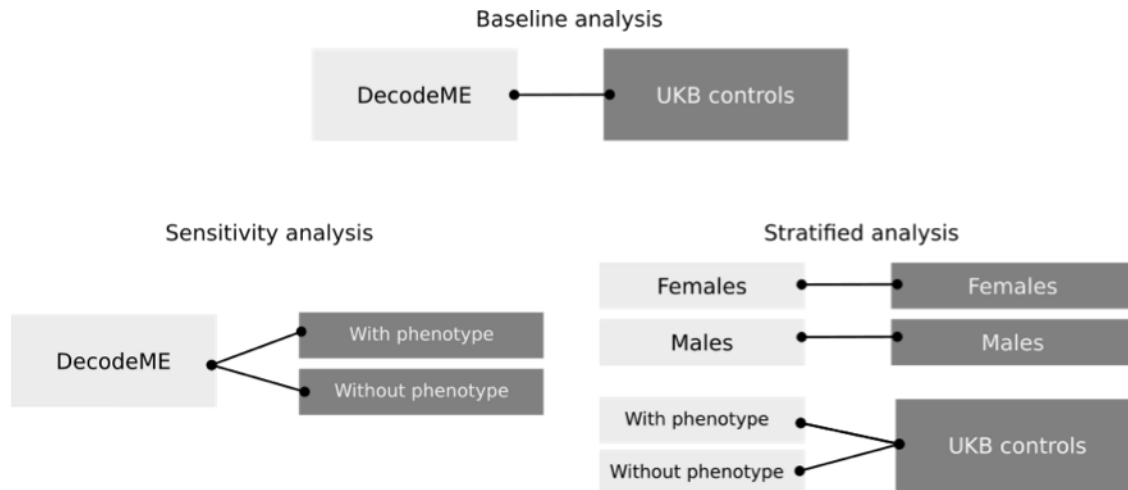 Baseline analysis
DecodeME
UKB controls
Sensitivity analysis
DecodeME
With phenotype
Without phenotype
Stratified analysis
Females
Females
Males
Males
With phenotype
Without phenotype
UKB controls